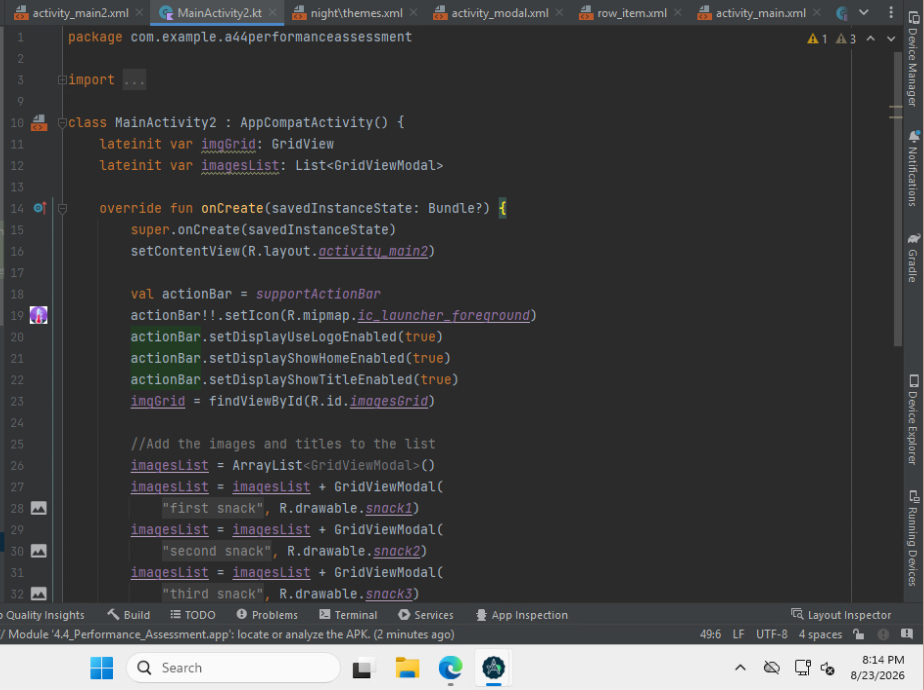 activity_main2.xml MainActivity2.kt night\themes.xml activity_modal.xml row_item.xml activity_main.xml
1 package com.example.a44performanceassessment
1 3
2
3 import ...
9
10 class MainActivity2 : AppCompatActivity() {
11 lateinit var imgGrid: GridView
12 lateinit var imagesList: List<GridViewModal>
13
14 override fun onCreate(savedInstanceState: Bundle?) {
15 super.onCreate(savedInstanceState)
16 setContentView(R.layout.activity_main2)
17
18 val actionBar = supportActionBar
19 actionBar!!.setIcon(R.mipmap.ic_launcher_foreground)
20 actionBar.setDisplayUseLogoEnabled(true)
21 actionBar.setDisplayShowHomeEnabled(true)
22 actionBar.setDisplayShowTitleEnabled(true)
23 imgGrid = findViewById(R.id.imagesGrid)
24
25 //Add the images and titles to the list
26 imagesList = ArrayList<GridViewModal>()
27 imagesList = imagesList + GridViewModal(
28 "first snack", R.drawable.snack1)
29 imagesList = imagesList + GridViewModal(
30 "second snack", R.drawable.snack2)
31 imagesList = imagesList + GridViewModal(
32 "third snack", R.drawable.snack3)
Device Manager
Notifications
Gradle
Device Explorer
Running Devices
p Quality Insights Build TODO Problems Terminal Services App Inspection Layout Inspector
/ Module '4.4_Performance_Assessment.app': locate or analyze the APK. (2 minutes ago) 49:6 LF UTF-8 4 spaces
Search
8:14 PM
8/23/2026